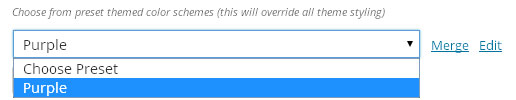 Choose from preset themed color schemes (this will override all theme styling)
Purple Merge Edit
Choose Preset
Purple